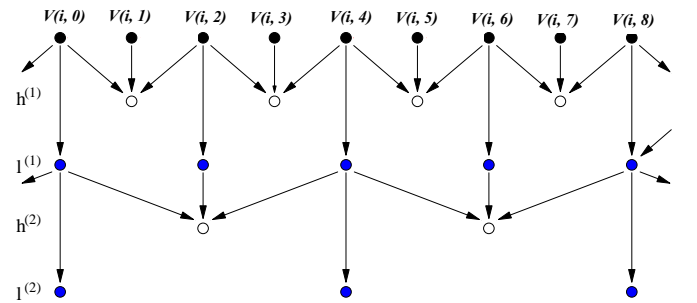 V(i, 0) V(i, 1) V(i, 2) V(i, 3) V(i, 4) V(i, 5) V(i, 6) V(i, 7) V(i, 8)
h(1)
l(1)
h(2)
l(2)